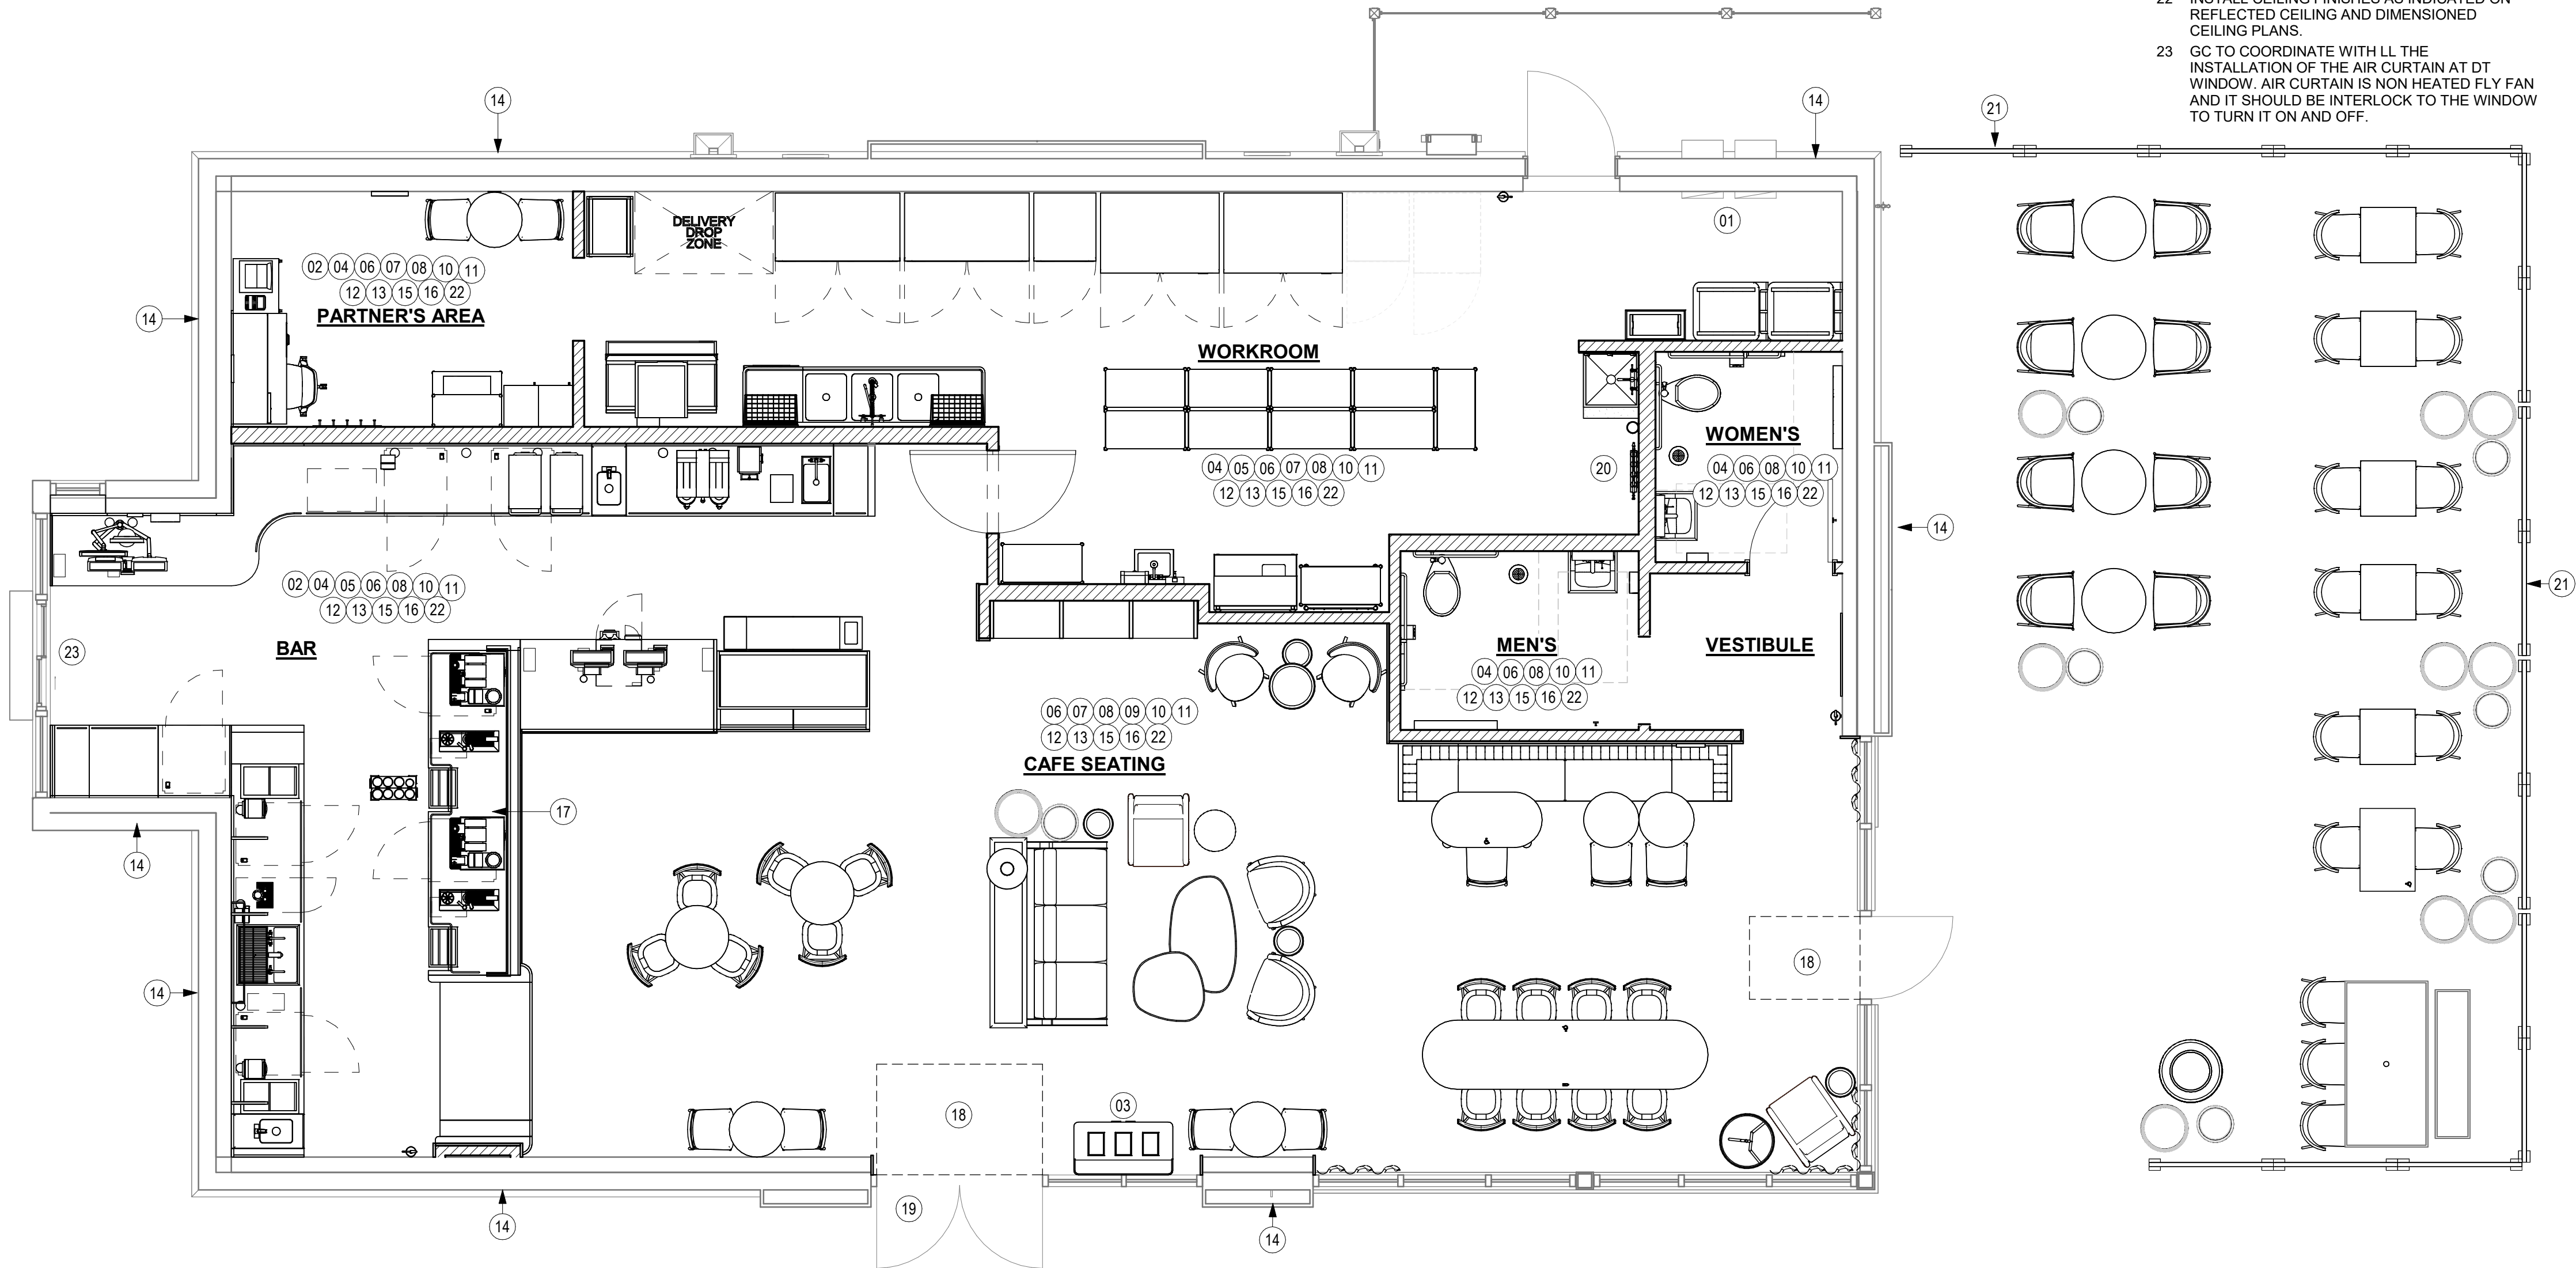 22 INSTALL CEILING FINISHES AS INDICATED ON
REFLECTED CEILING AND DIMENSIONED
CEILING PLANS.
23 GC TO COORDINATE WITH LL THE
INSTALLATION OF THE AIR CURTAIN AT DT
WINDOW. AIR CURTAIN IS NON HEATED FLY FAN
AND IT SHOULD BE INTERLOCK TO THE WINDOW
TO TURN IT ON AND OFF.
14
14
21
DELIVERY
DROP
ZONE
01
02 04 06 07 08 10 11
12 13 15 16 22
PARTNER'S AREA
14
WORKROOM
04 05 06 07 08 10 11
12 13 15 16 22
20
WOMEN'S
04 06 08 10 11
12 13 15 16 22
14
21
02 04 05 06 08 10 11
12 13 15 16 22
BAR
23
MEN'S
04 06 08 10 11
12 13 15 16 22
VESTIBULE
06 07 08 09 10 11
12 13 15 16 22
CAFE SEATING
17
14
14
18
18
03
19
14
14